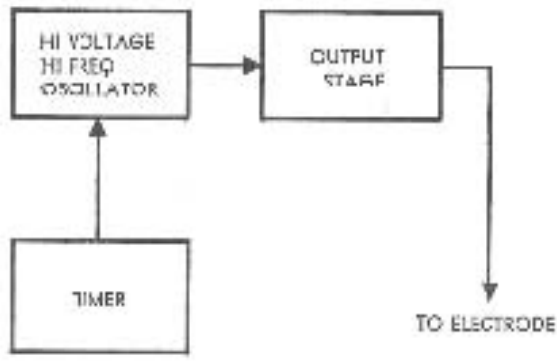 HI VOLTAGE
HI FREQ
OSCILLATOR
OUTPUT
STAGE
TIMER
TO ELECTRODE